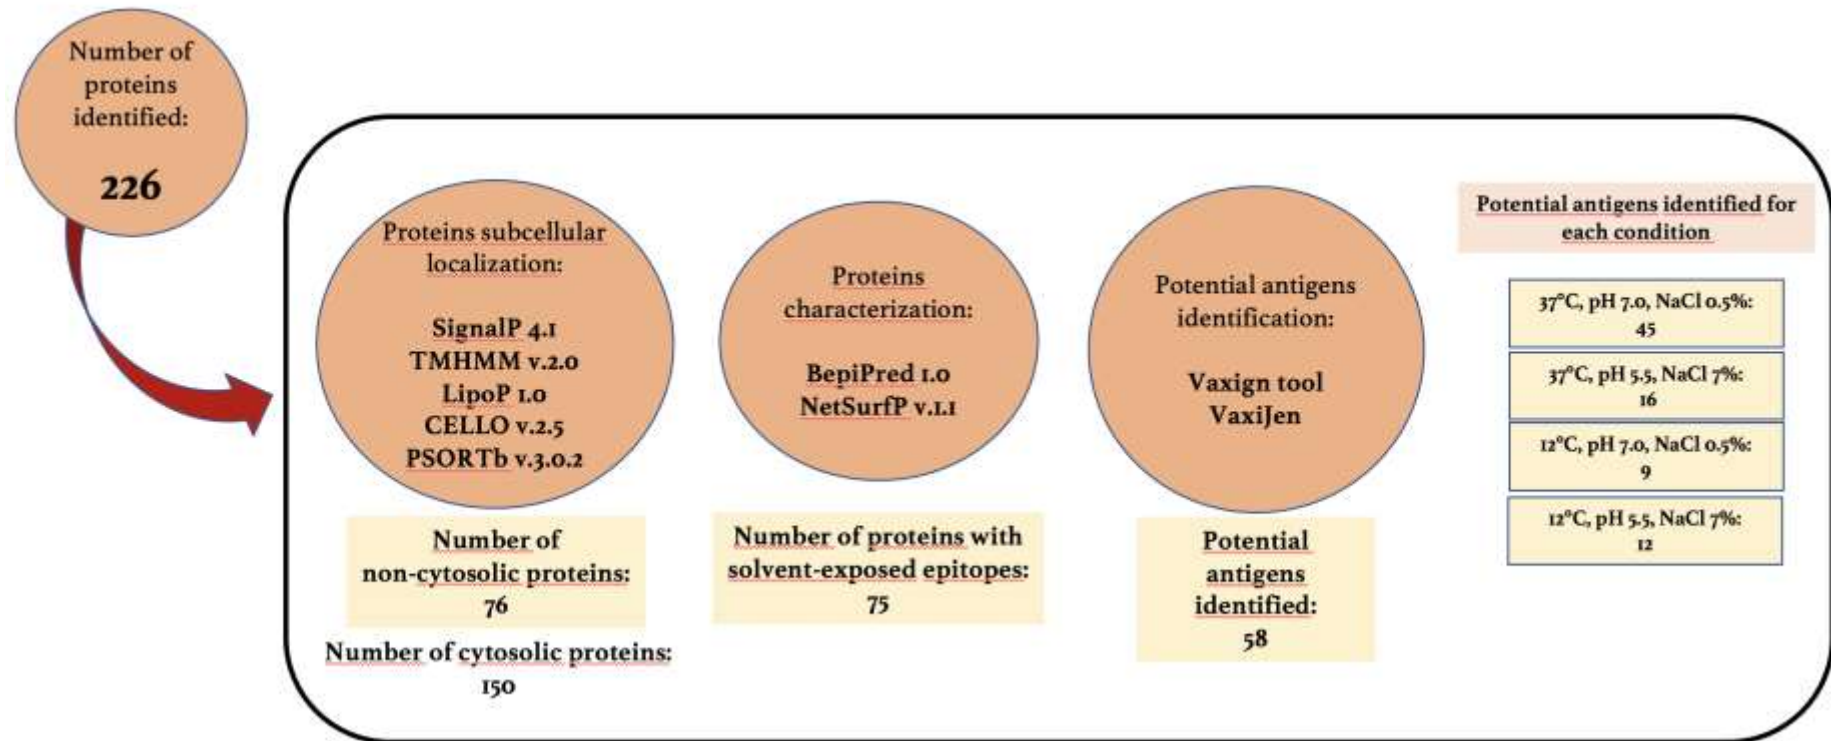 Number of
proteins
identified:
226
Proteins subcellular
localization:
SignalP 4.1
TMHMM v.2.0
LipoP 1.0
CELLO v.2.5
PSORTb v.3.0.2
Number of
non-cytosolic proteins:
76
Number of cytosolic proteins:
150
Proteins
characterization:
BepiPred 1.0
NetSurfP v.1.1
Number of proteins with
solvent-exposed epitopes:
75
Potential antigens
identification:
Vaxign tool
VaxiJen
Potential
antigens
identified:
58
Potential antigens identified for
each condition
37°C, pH 7.0, NaCl 0.5%:
45
37°C, pH 5.5, NaCl 7%:
16
12°C, pH 7.0, NaCl 0.5%:
9
12°C, pH 5.5, NaCl 7%:
12